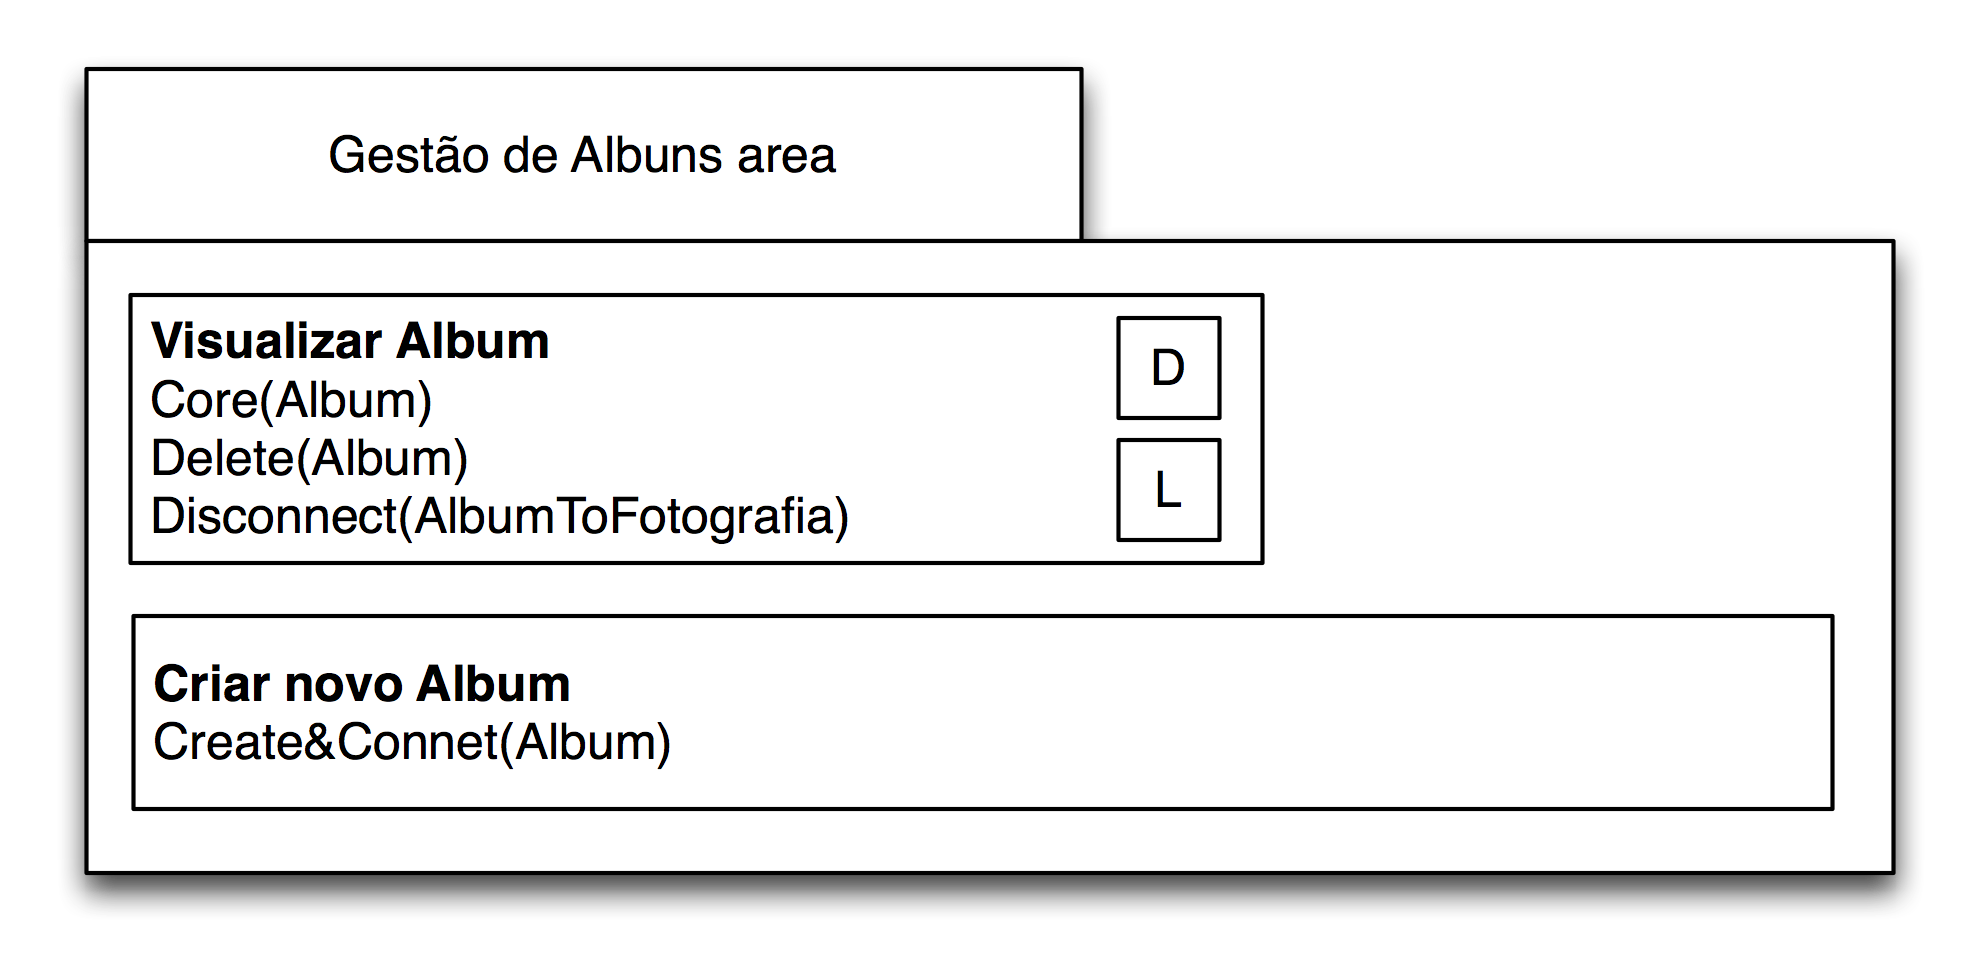 Gestão de Albuns area
Visualizar Album
D
Core(Album)
Delete(Album)
L
Disconnect(AlbumToFotografia)
Criar novo Album
Create&Connet(Album)